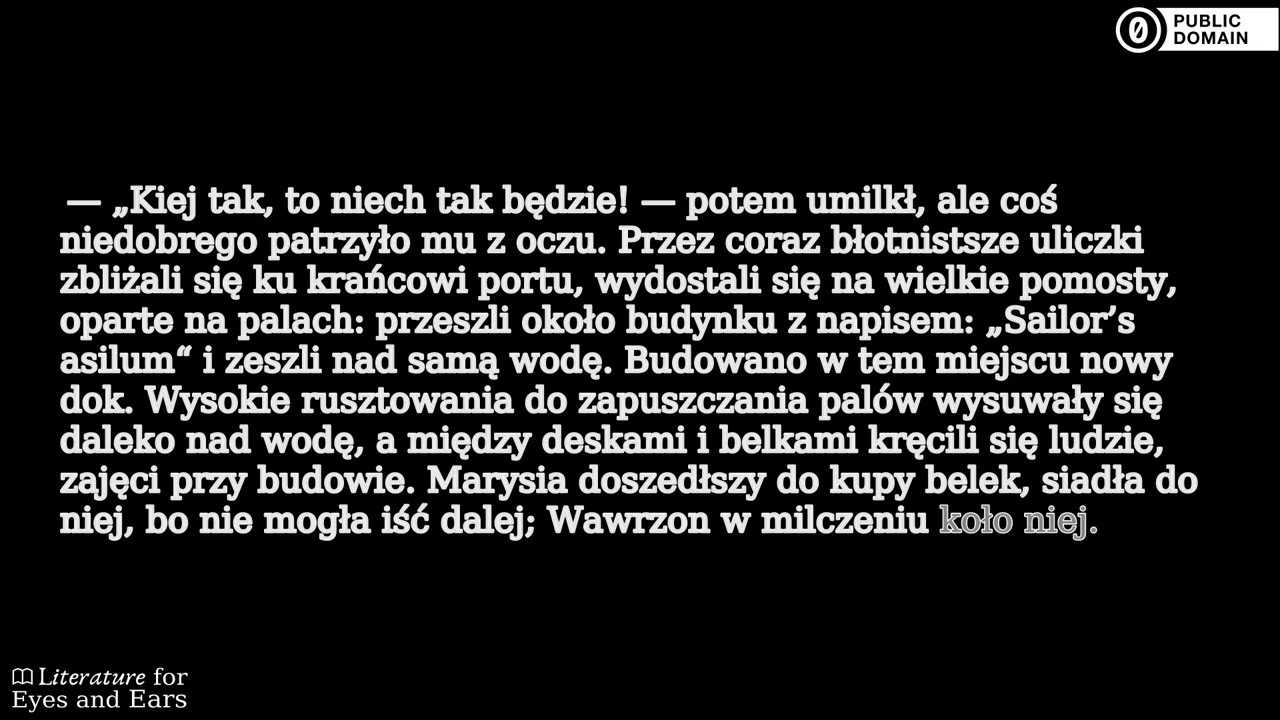 PUBLIC
DOMAIN
— „Kiej tak, to niech tak będzie! — potem umilkł, ale coś
niedobrego patrzyło mu z oczu. Przez coraz błotnistsze uliczki
zbliżali się ku krańcowi portu, wydostali się na wielkie pomosty,
oparte na palach: przeszli około budynku z napisem: „Sailor’s
asilum“ i zeszli nad samą wodę. Budowano w tem miejscu nowy
dok. Wysokie rusztowania do zapuszczania palów wysuwały się
daleko nad wodę, a między deskami i belkami kręcili się ludzie,
zajęci przy budowie. Marysia doszedłszy do kupy belek, siadła do
niej, bo nie mogła iść dalej; Wawrzon w milczeniu koło niej.
Literature for
Eyes and Ears